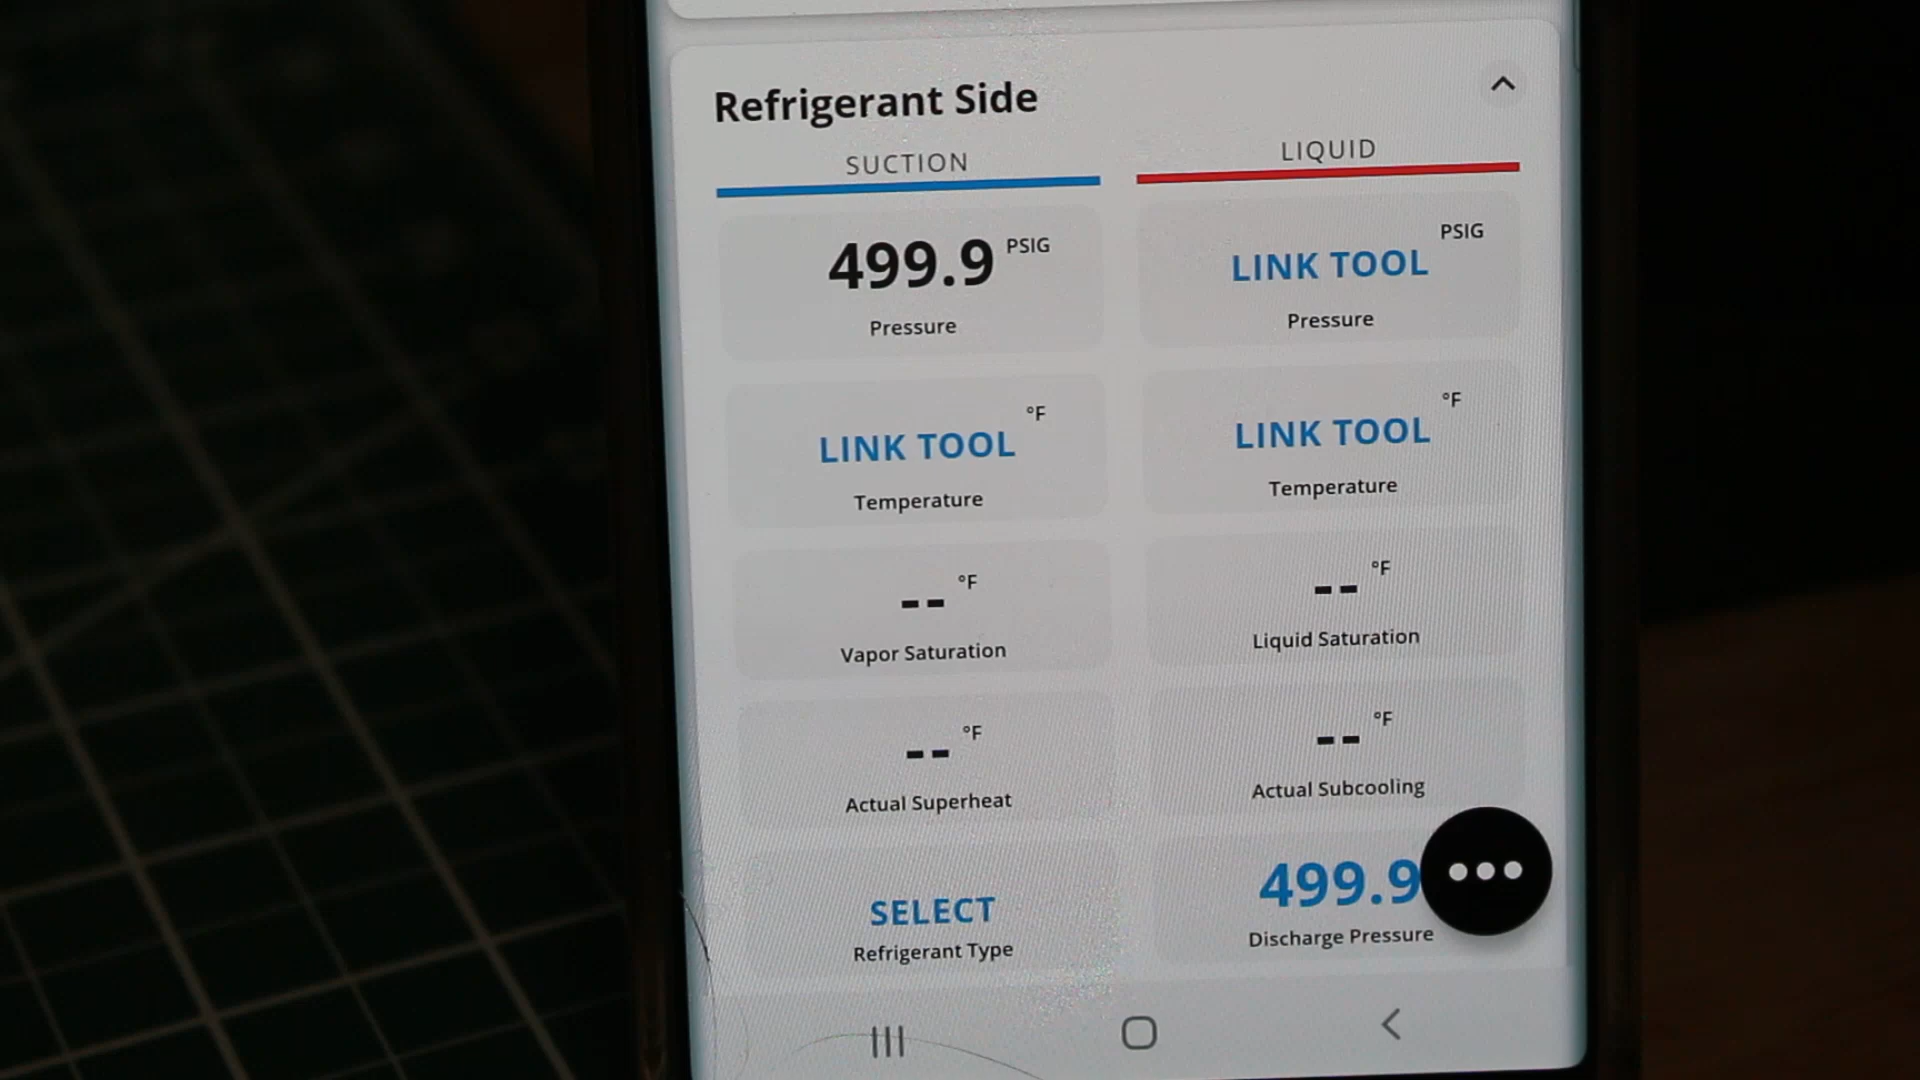 Refrigerant Side
SUCTION
LIQUID
499.9 PSIG
Pressure
LINK TOOL PSIG
Pressure
LINK TOOL °F
Temperature
LINK TOOL °F
Temperature
-- °F
Vapor Saturation
-- °F
Liquid Saturation
-- °F
Actual Superheat
-- °F
Actual Subcooling
SELECT
Refrigerant Type
499.9
Discharge Pressure